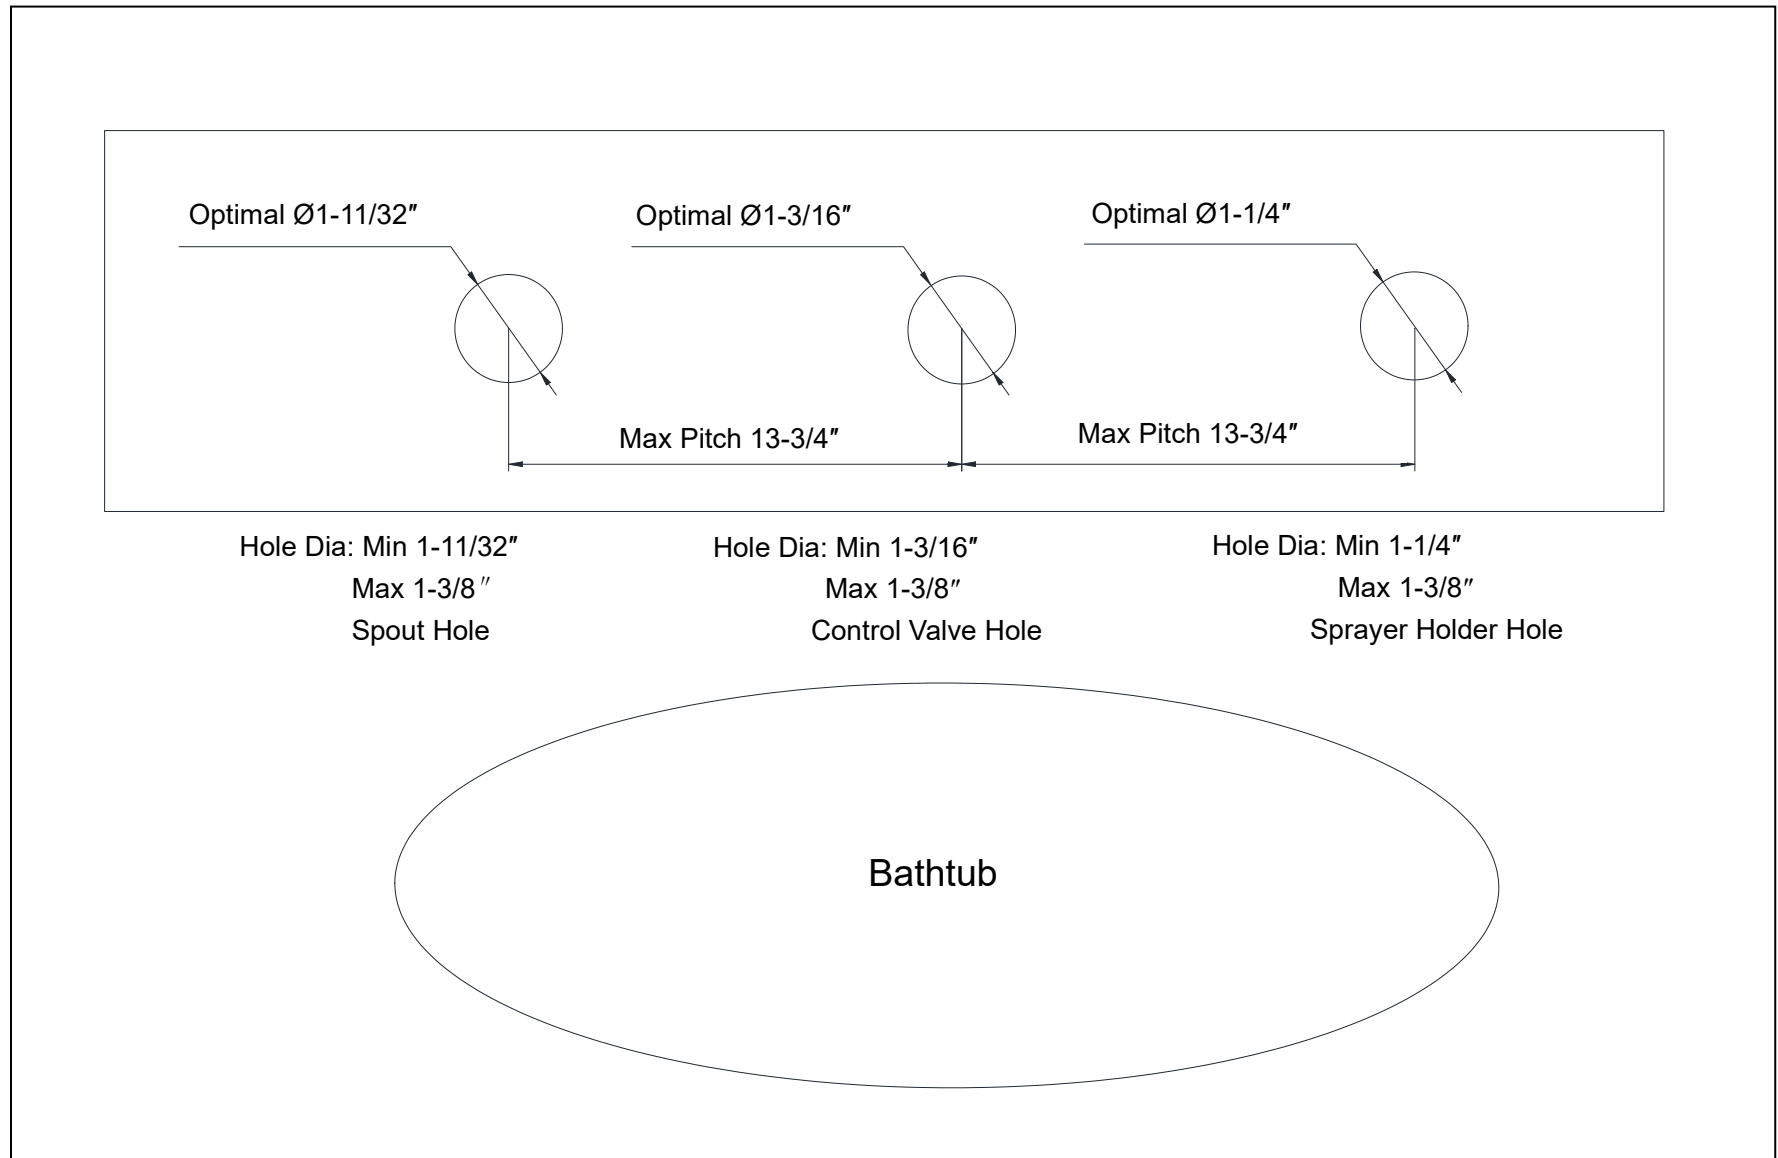 Optimal Ø1-11/32"
Optimal Ø1-3/16"
Optimal Ø1-1/4"
Max Pitch 13-3/4"
Max Pitch 13-3/4"
Hole Dia: Min 1-11/32"
Max 1-3/8"
Spout Hole
Hole Dia: Min 1-3/16"
Max 1-3/8"
Control Valve Hole
Hole Dia: Min 1-1/4"
Max 1-3/8"
Sprayer Holder Hole
Bathtub